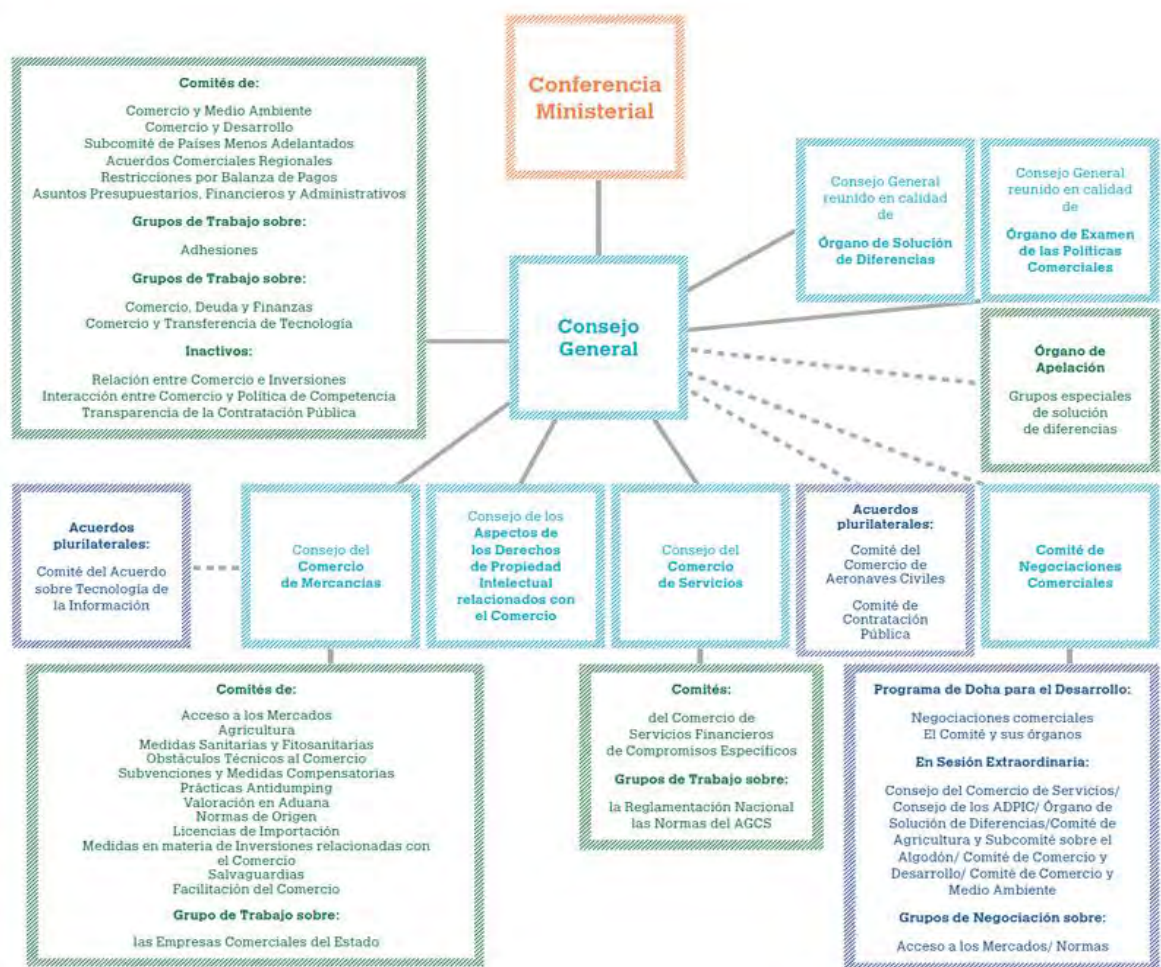 Conferencia
Ministerial
Comités de:
Comercio y Medio Ambiente
Comercio y Desarrollo
Subcomité de Países Menos Adelantados
Acuerdos Comerciales Regionales
Restricciones por Balanza de Pagos
Asuntos Presupuestarios, Financieros y Administrativos
Grupos de Trabajo sobre:
Adhesiones
Grupos de Trabajo sobre:
Comercio, Deuda y Finanzas
Comercio y Transferencia de Tecnología
Inactivos:
Relación entre Comercio e Inversiones
Interacción entre Comercio y Política de Competencia
Transparencia de la Contratación Pública
Consejo
General
Consejo General
reunido en calidad
de
Órgano de Solución
de Diferencias
Consejo General
reunido en calidad
de
Órgano de Examen
de las Políticas
Comerciales
Órgano de
Apelación
Grupos especiales
de solución
de diferencias
Acuerdos
plurilaterales:
Comité del Acuerdo
sobre Tecnología de
la Información
Consejo del
Comercio
de Mercancías
Consejo de los
Aspectos de
los Derechos
de Propiedad
Intelectual
relacionados con
el Comercio
Consejo del
Comercio
de Servicios
Acuerdos
plurilaterales:
Comité del
Comercio de
Aeronaves Civiles
Comité de
Contratación
Pública
Comité de
Negociaciones
Comerciales
Comités de:
Acceso a los Mercados
Agricultura
Medidas Sanitarias y Fitosanitarias
Obstáculos Técnicos al Comercio
Subvenciones y Medidas Compensatorias
Prácticas Antidumping
Valoración en Aduana
Normas de Origen
Licencias de Importación
Medidas en materia de Inversiones relacionadas con
el Comercio
Salvaguardias
Facilitación del Comercio
Grupo de Trabajo sobre:
las Empresas Comerciales del Estado
Comités:
del Comercio de
Servicios Financieros
de Compromisos Específicos
Grupos de Trabajo sobre:
la Reglamentación Nacional
las Normas del AGCS
Programa de Doha para el Desarrollo:
Negociaciones comerciales
El Comité y sus órganos
En Sesión Extraordinaria:
Consejo del Comercio de Servicios/
Consejo de los ADPIC/ Órgano de
Solución de Diferencias/Comité de
Agricultura y Subcomité sobre el
Algodón/ Comité de Comercio y
Desarrollo/ Comité de Comercio y
Medio Ambiente
Grupos de Negociación sobre:
Acceso a los Mercados/ Normas